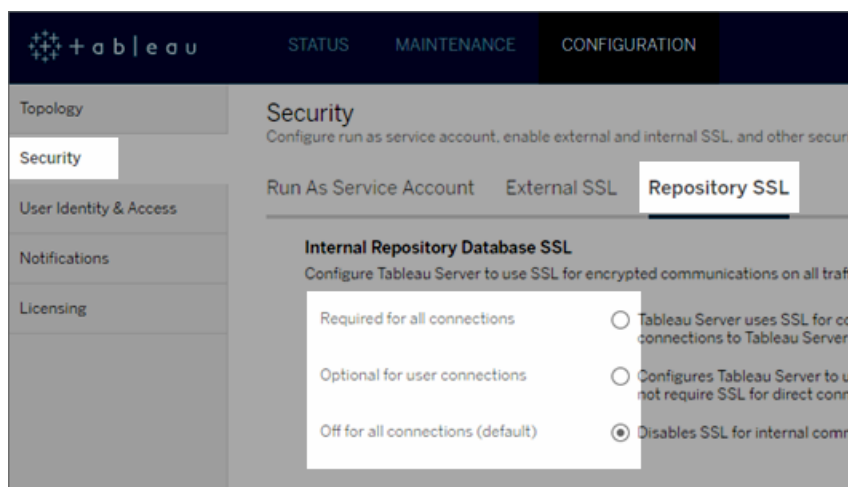 + a b | e a u
STATUS
MAINTENANCE
CONFIGURATION
Topology
Security
User Identity & Access
Notifications
Licensing
Security
Configure run as service account, enable external and internal SSL, and other secur
Run As Service Account
External SSL
Repository SSL
Internal Repository Database SSL
Configure Tableau Server to use SSL for encrypted communications on all traf
Required for all connections
Tableau Server uses SSL for co
connections to Tableau Server
Optional for user connections
Configures Tableau Server to u
not require SSL for direct conn
Off for all connections (default)
Disables SSL for internal comm